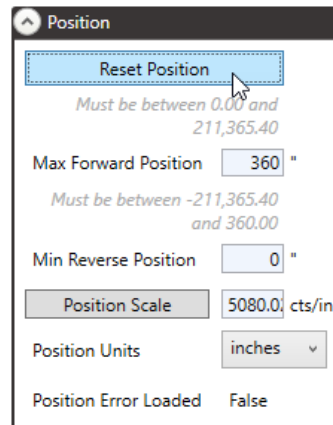 Position
Reset Position
Must be between 0.00 and
211,365.40
Max Forward Position 360 "
Must be between -211,365.40
and 360.00
Min Reverse Position 0 "
Position Scale 5080.02 cts/in
Position Units inches
Position Error Loaded False